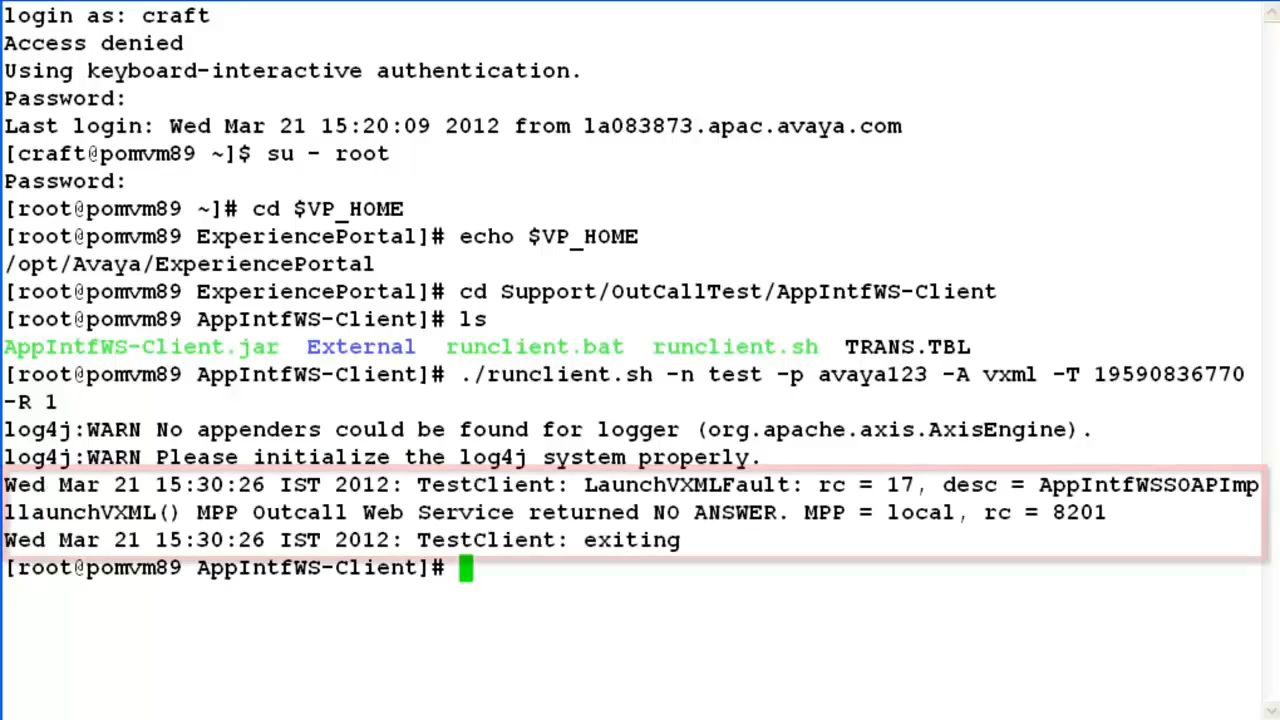 login as: craft
Access denied
Using keyboard-interactive authentication.
Password:
Last login: Wed Mar 21 15:20:09 2012 from la083873.apac.avaya.com
[craft@pomvm89 ~]$ su - root
Password:
[root@pomvm89 ~]# cd $VP_HOME
[root@pomvm89 ExperiencePortal]# echo $VP_HOME
/opt/Avaya/ExperiencePortal
[root@pomvm89 ExperiencePortal]# cd Support/OutCallTest/AppIntfWS-Client
[root@pomvm89 AppIntfWS-Client]# ls
AppIntfWS-Client.jar  External  runclient.bat  runclient.sh  TRANS.TBL
[root@pomvm89 AppIntfWS-Client]# ./runclient.sh -n test -p avaya123 -A vxml -T 19590836770
-R 1
log4j:WARN No appenders could be found for logger (org.apache.axis.AxisEngine).
log4j:WARN Please initialize the log4j system properly.
Wed Mar 21 15:30:26 IST 2012: TestClient: LaunchVXMLFault: rc = 17, desc = AppIntfWSSOAPImp
llaunchVXML() MPP Outcall Web Service returned NO ANSWER. MPP = local, rc = 8201
Wed Mar 21 15:30:26 IST 2012: TestClient: exiting
[root@pomvm89 AppIntfWS-Client]#